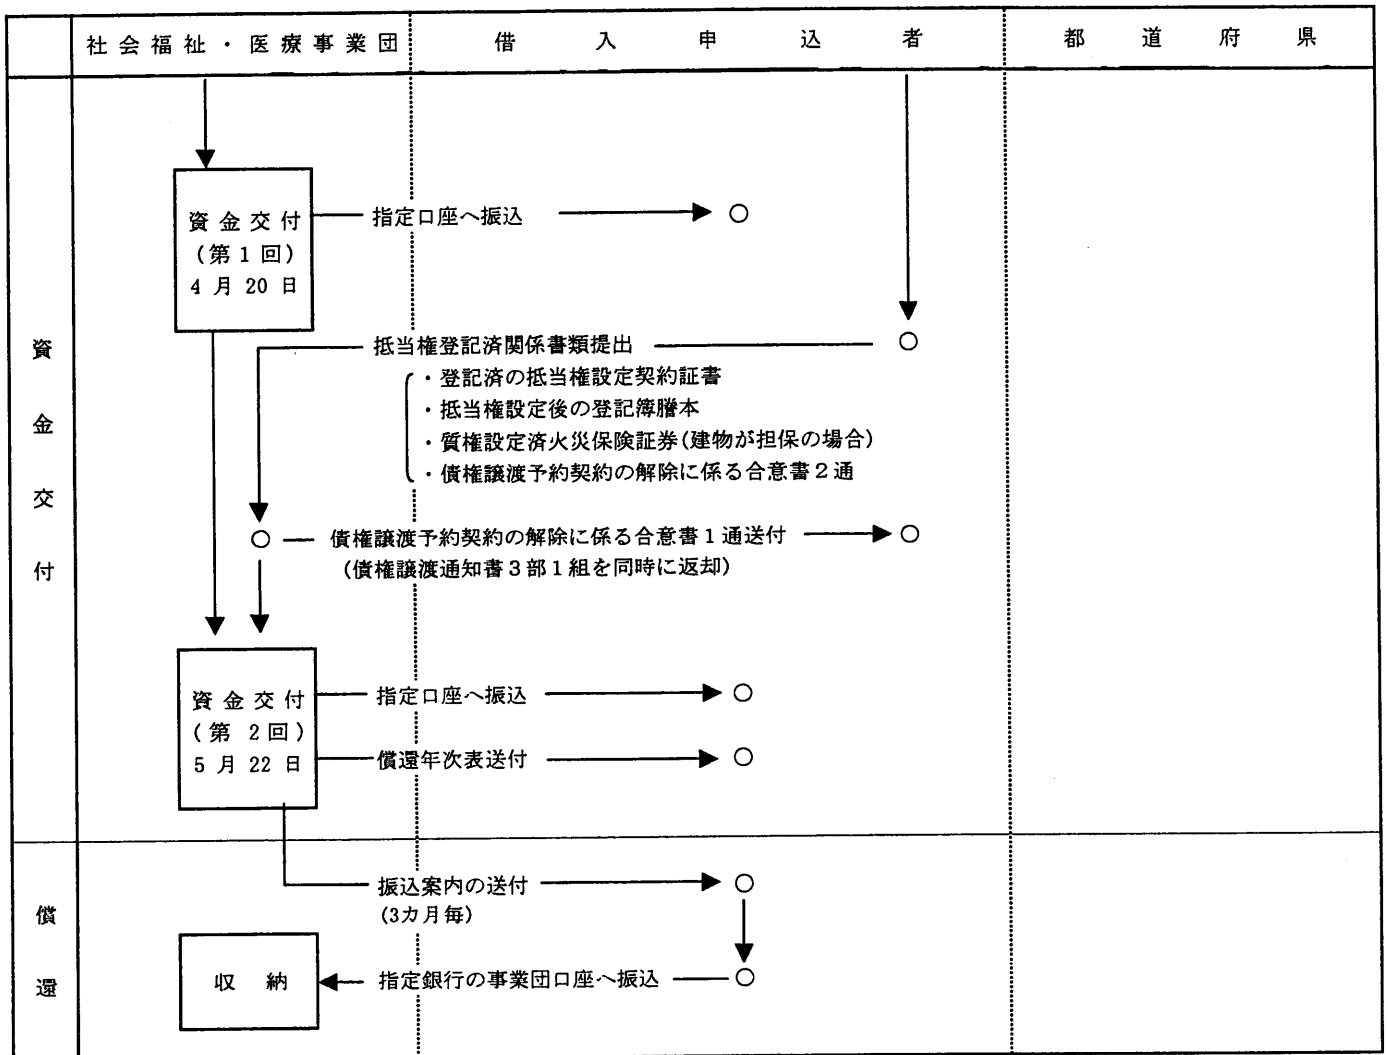 社会福祉・医療事業団 借入申込者 都道府県
資金交付
資金交付
(第1回)
4月20日
指定口座へ振込
抵当権登記済関係書類提出
・登記済の抵当権設定契約証書
・抵当権設定後の登記簿謄本
・質権設定済火災保険証券(建物が担保の場合)
・債権譲渡予約契約の解除に係る合意書2通
債権譲渡予約契約の解除に係る合意書1通送付
(債権譲渡通知書3部1組を同時に返却)
資金交付
(第2回)
5月22日
指定口座へ振込
償還年次表送付
償還
振込案内の送付
(3カ月毎)
収納
指定銀行の事業団口座へ振込